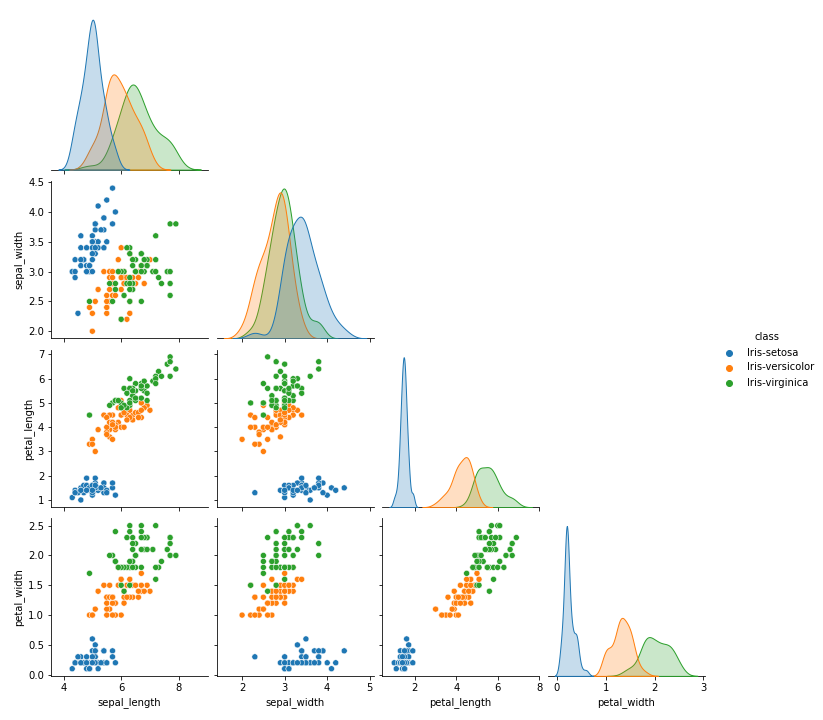 4.5
4.0
3.5
3.0
2.5
2.0
sepal_width
class
Iris-setosa
Iris-versicolor
Iris-virginica
7
6
5
4
3
2
1
petal_length
2.5
2.0
1.5
1.0
0.5
0.0
petal_width
4 6 8
sepal_length
2 3 4 5
sepal_width
2 4 6 8
petal_length
0 1 2 3
petal_width